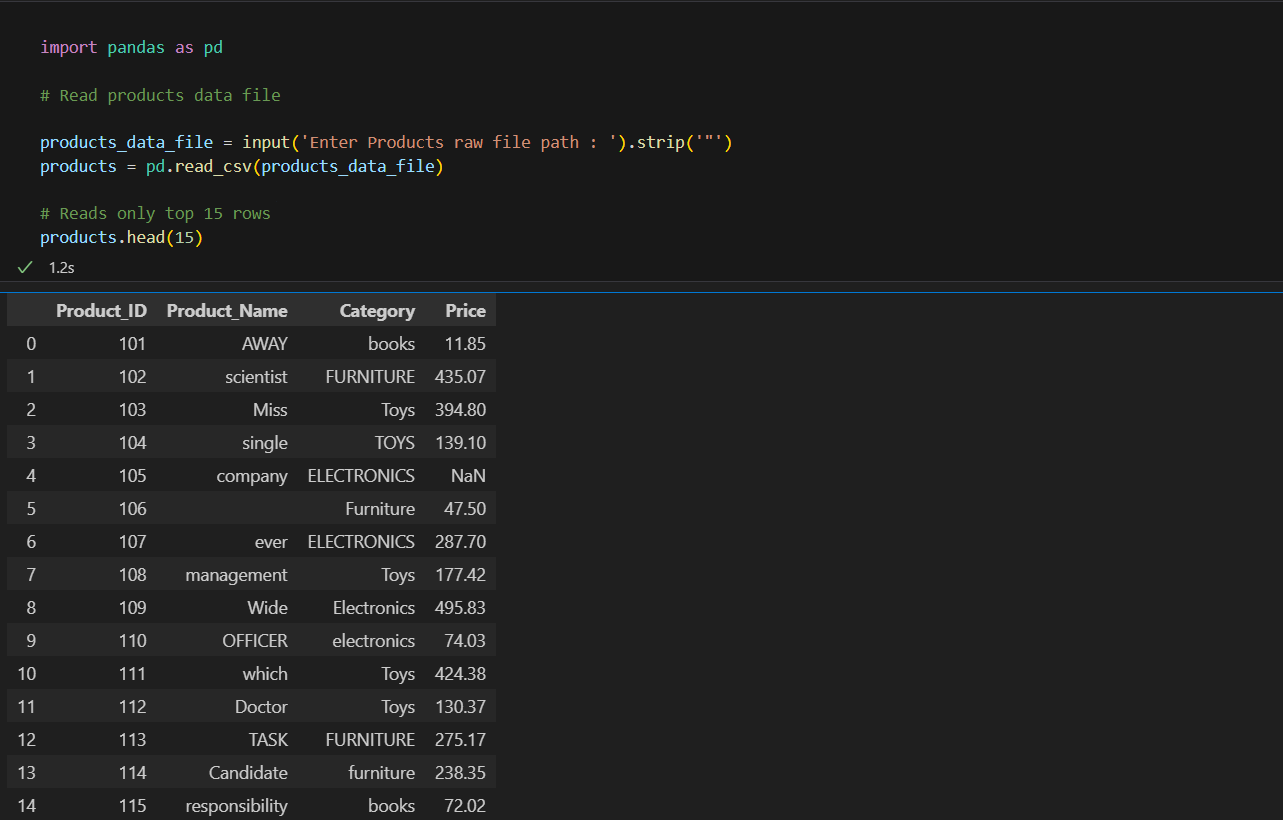 import pandas as pd
# Read products data file
products_data_file = input('Enter Products raw file path : ').strip('"')
products = pd.read_csv(products_data_file)
# Reads only top 15 rows
products.head(15)
✓ 1.2s
Product_ID Product_Name Category Price
0 101 AWAY books 11.85
1 102 scientist FURNITURE 435.07
2 103 Miss Toys 394.80
3 104 single TOYS 139.10
4 105 company ELECTRONICS NaN
5 106 Furniture 47.50
6 107 ever ELECTRONICS 287.70
7 108 management Toys 177.42
8 109 Wide Electronics 495.83
9 110 OFFICER electronics 74.03
10 111 which Toys 424.38
11 112 Doctor Toys 130.37
12 113 TASK FURNITURE 275.17
13 114 Candidate furniture 238.35
14 115 responsibility books 72.02